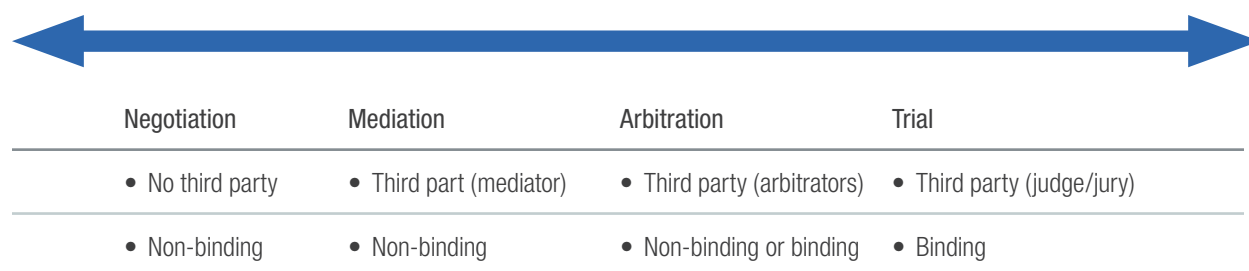 Negotiation Mediation Arbitration Trial
• No third party • Third part (mediator) • Third party (arbitrators) • Third party (judge/jury)
• Non-binding • Non-binding • Non-binding or binding • Binding